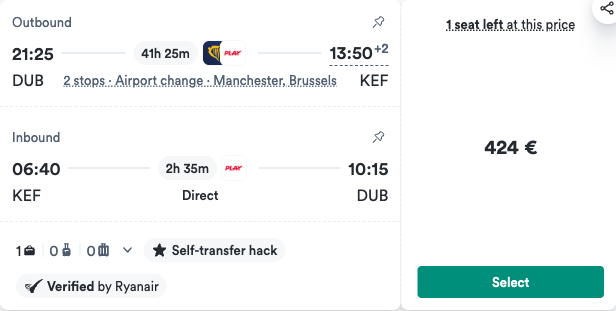 Outbound
21:25 41h 25m PLAY 13:50+2
DUB 2 stops · Airport change · Manchester, Brussels KEF
Inbound
06:40 2h 35m PLAY 10:15
KEF Direct DUB
1 0 0 Self-transfer hack
Verified by Ryanair
1 seat left at this price
424 €
Select